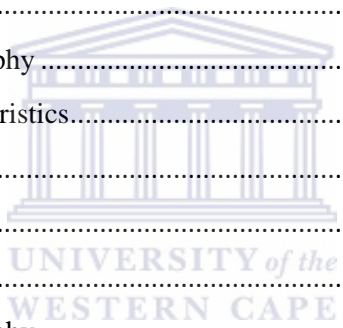 ................................................
phy ................................................
ristics................................................
................................................
................................................
UNIVERSITY of the
................................................
WESTERN CAPE